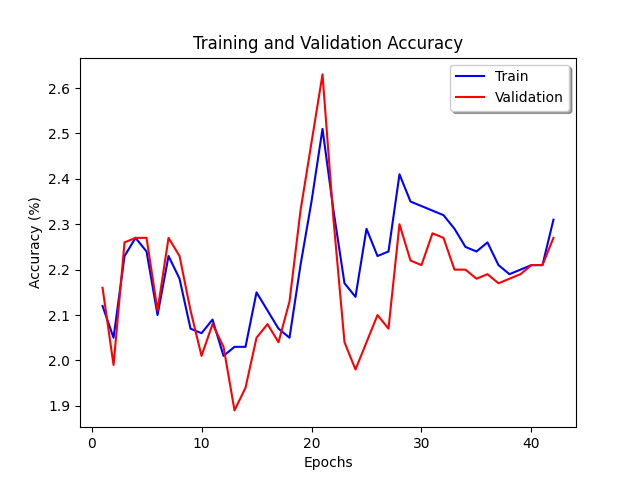 Training and Validation Accuracy
Train
Validation
Accuracy (%)
2.6
2.5
2.4
2.3
2.2
2.1
2.0
1.9
0 10 20 30 40
Epochs